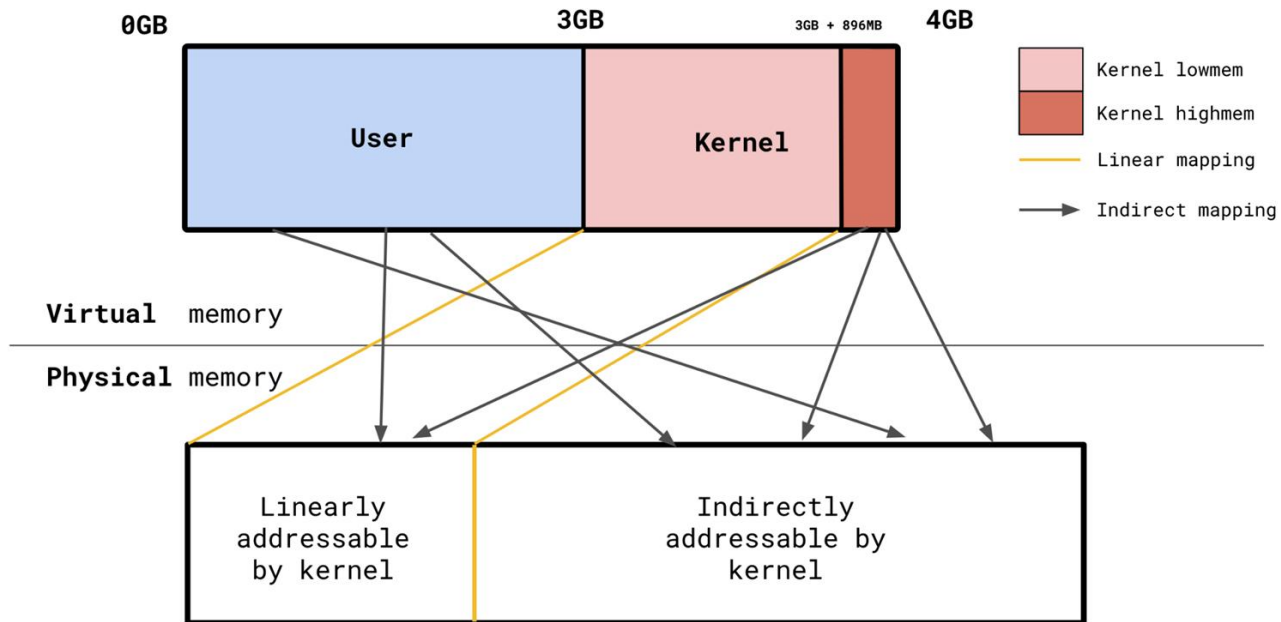 0GB
3GB
3GB + 896MB
4GB
User
Kernel
Kernel lowmem
Kernel highmem
Linear mapping
Indirect mapping
Virtual memory
Physical memory
Linearly
addressable
by kernel
Indirectly
addressable by
kernel